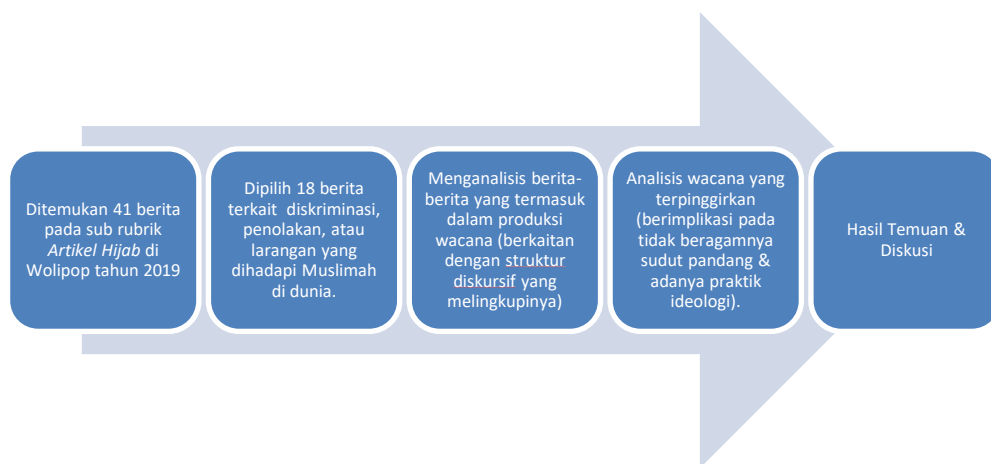 Ditemukan 41 berita
pada sub rubrik
Artikel Hijab di
Wolipop tahun 2019
Dipilih 18 berita
terkait diskriminasi,
penolakan, atau
larangan yang
dihadapi Muslimah
di dunia.
Menganalisis berita-
berita yang termasuk
dalam produksi
wacana (berkaitan
dengan struktur
diskursif yang
melingkupinya)
Analisis wacana yang
terpinggirkan
(berimplikasi pada
tidak beragamnya
sudut pandang &
adanya praktik
ideologi).
Hasil Temuan &
Diskusi